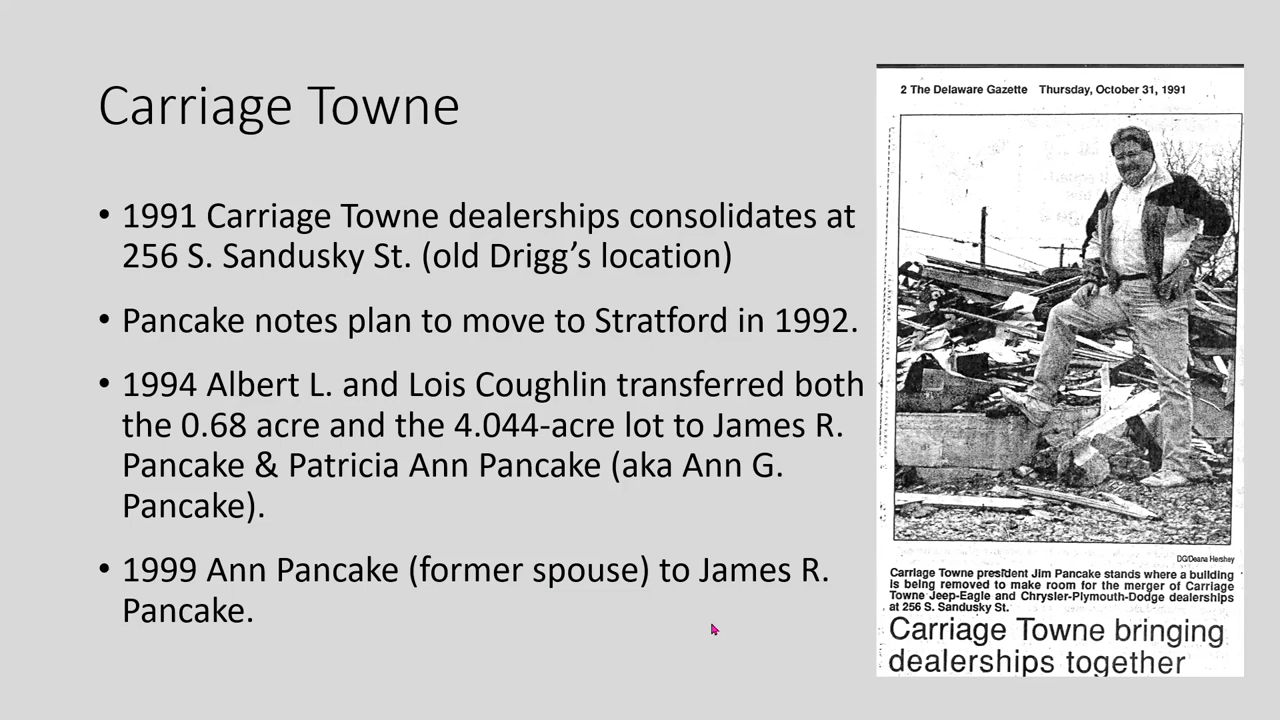 Carriage Towne
• 1991 Carriage Towne dealerships consolidates at
256 S. Sandusky St. (old Drigg’s location)
• Pancake notes plan to move to Stratford in 1992.
• 1994 Albert L. and Lois Coughlin transferred both
the 0.68 acre and the 4.044-acre lot to James R.
Pancake & Patricia Ann Pancake (aka Ann G.
Pancake).
• 1999 Ann Pancake (former spouse) to James R.
Pancake.
2 The Delaware Gazette Thursday, October 31, 1991
DG/Deana Hershey
Carriage Towne president Jim Pancake stands where a building
is being removed to make room for the merger of Carriage
Towne Jeep-Eagle and Chrysler-Plymouth-Dodge dealerships
at 256 S. Sandusky St.
Carriage Towne bringing
dealerships together